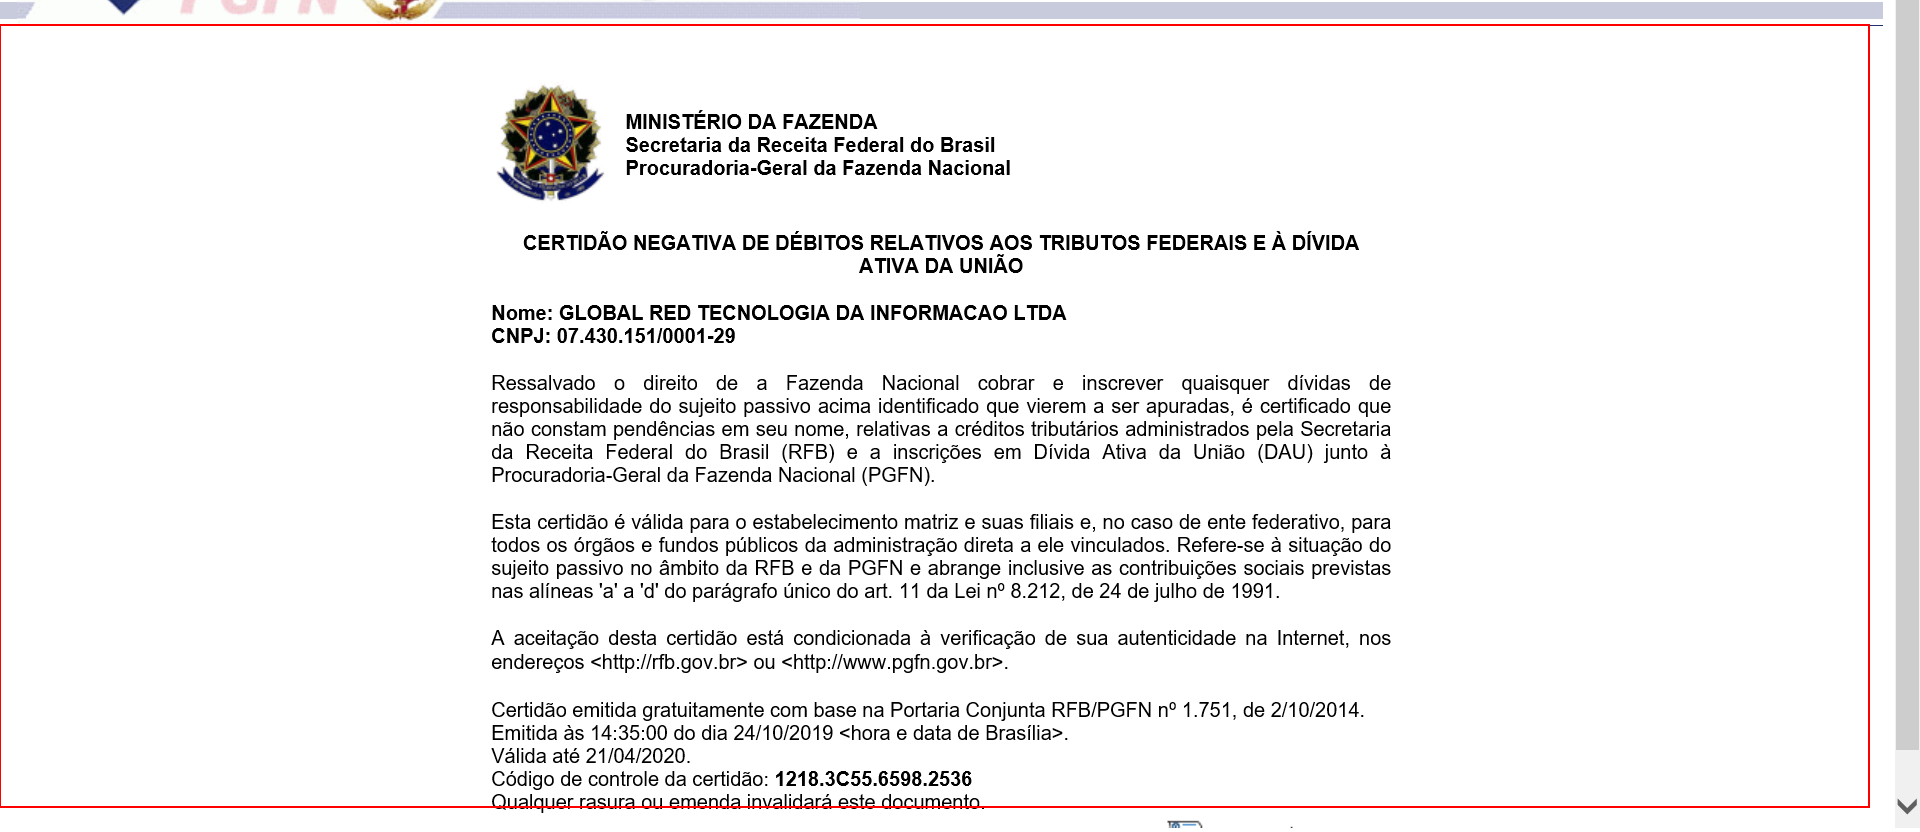 PGFN
MINISTÉRIO DA FAZENDA
Secretaria da Receita Federal do Brasil
Procuradoria-Geral da Fazenda Nacional
CERTIDÃO NEGATIVA DE DÉBITOS RELATIVOS AOS TRIBUTOS FEDERAIS E À DÍVIDA
ATIVA DA UNIÃO
Nome: GLOBAL RED TECNOLOGIA DA INFORMACAO LTDA
CNPJ: 07.430.151/0001-29
Ressalvado o direito de a Fazenda Nacional cobrar e inscrever quaisquer dívidas de
responsabilidade do sujeito passivo acima identificado que vierem a ser apuradas, é certificado que
não constam pendências em seu nome, relativas a créditos tributários administrados pela Secretaria
da Receita Federal do Brasil (RFB) e a inscrições em Dívida Ativa da União (DAU) junto à
Procuradoria-Geral da Fazenda Nacional (PGFN).
Esta certidão é válida para o estabelecimento matriz e suas filiais e, no caso de ente federativo, para
todos os órgãos e fundos públicos da administração direta a ele vinculados. Refere-se à situação do
sujeito passivo no âmbito da RFB e da PGFN e abrange inclusive as contribuições sociais previstas
nas alíneas 'a' a 'd' do parágrafo único do art. 11 da Lei nº 8.212, de 24 de julho de 1991.
A aceitação desta certidão está condicionada à verificação de sua autenticidade na Internet, nos
endereços <http://rfb.gov.br> ou <http://www.pgfn.gov.br>.
Certidão emitida gratuitamente com base na Portaria Conjunta RFB/PGFN nº 1.751, de 2/10/2014.
Emitida às 14:35:00 do dia 24/10/2019 <hora e data de Brasília>.
Válida até 21/04/2020.
Código de controle da certidão: 1218.3C55.6598.2536
Qualquer rasura ou emenda invalidará este documento.